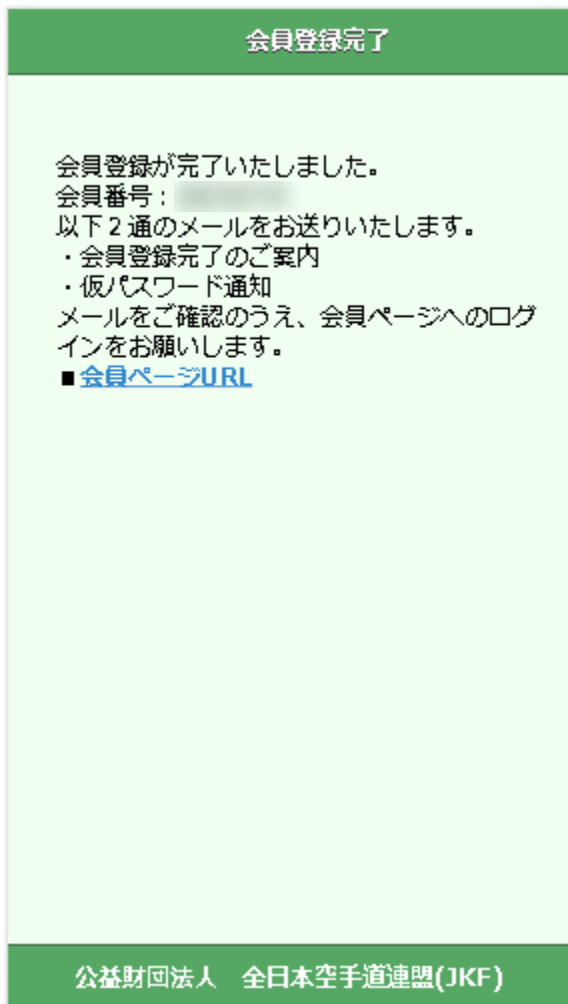 会員登録完了
会員登録が完了いたしました。
会員番号：
以下２通のメールをお送りいたします。
・会員登録完了のご案内
・仮パスワード通知
メールをご確認のうえ、会員ページへのログ
インをお願いします。
■会員ページURL
公益財団法人　全日本空手道連盟(JKF)